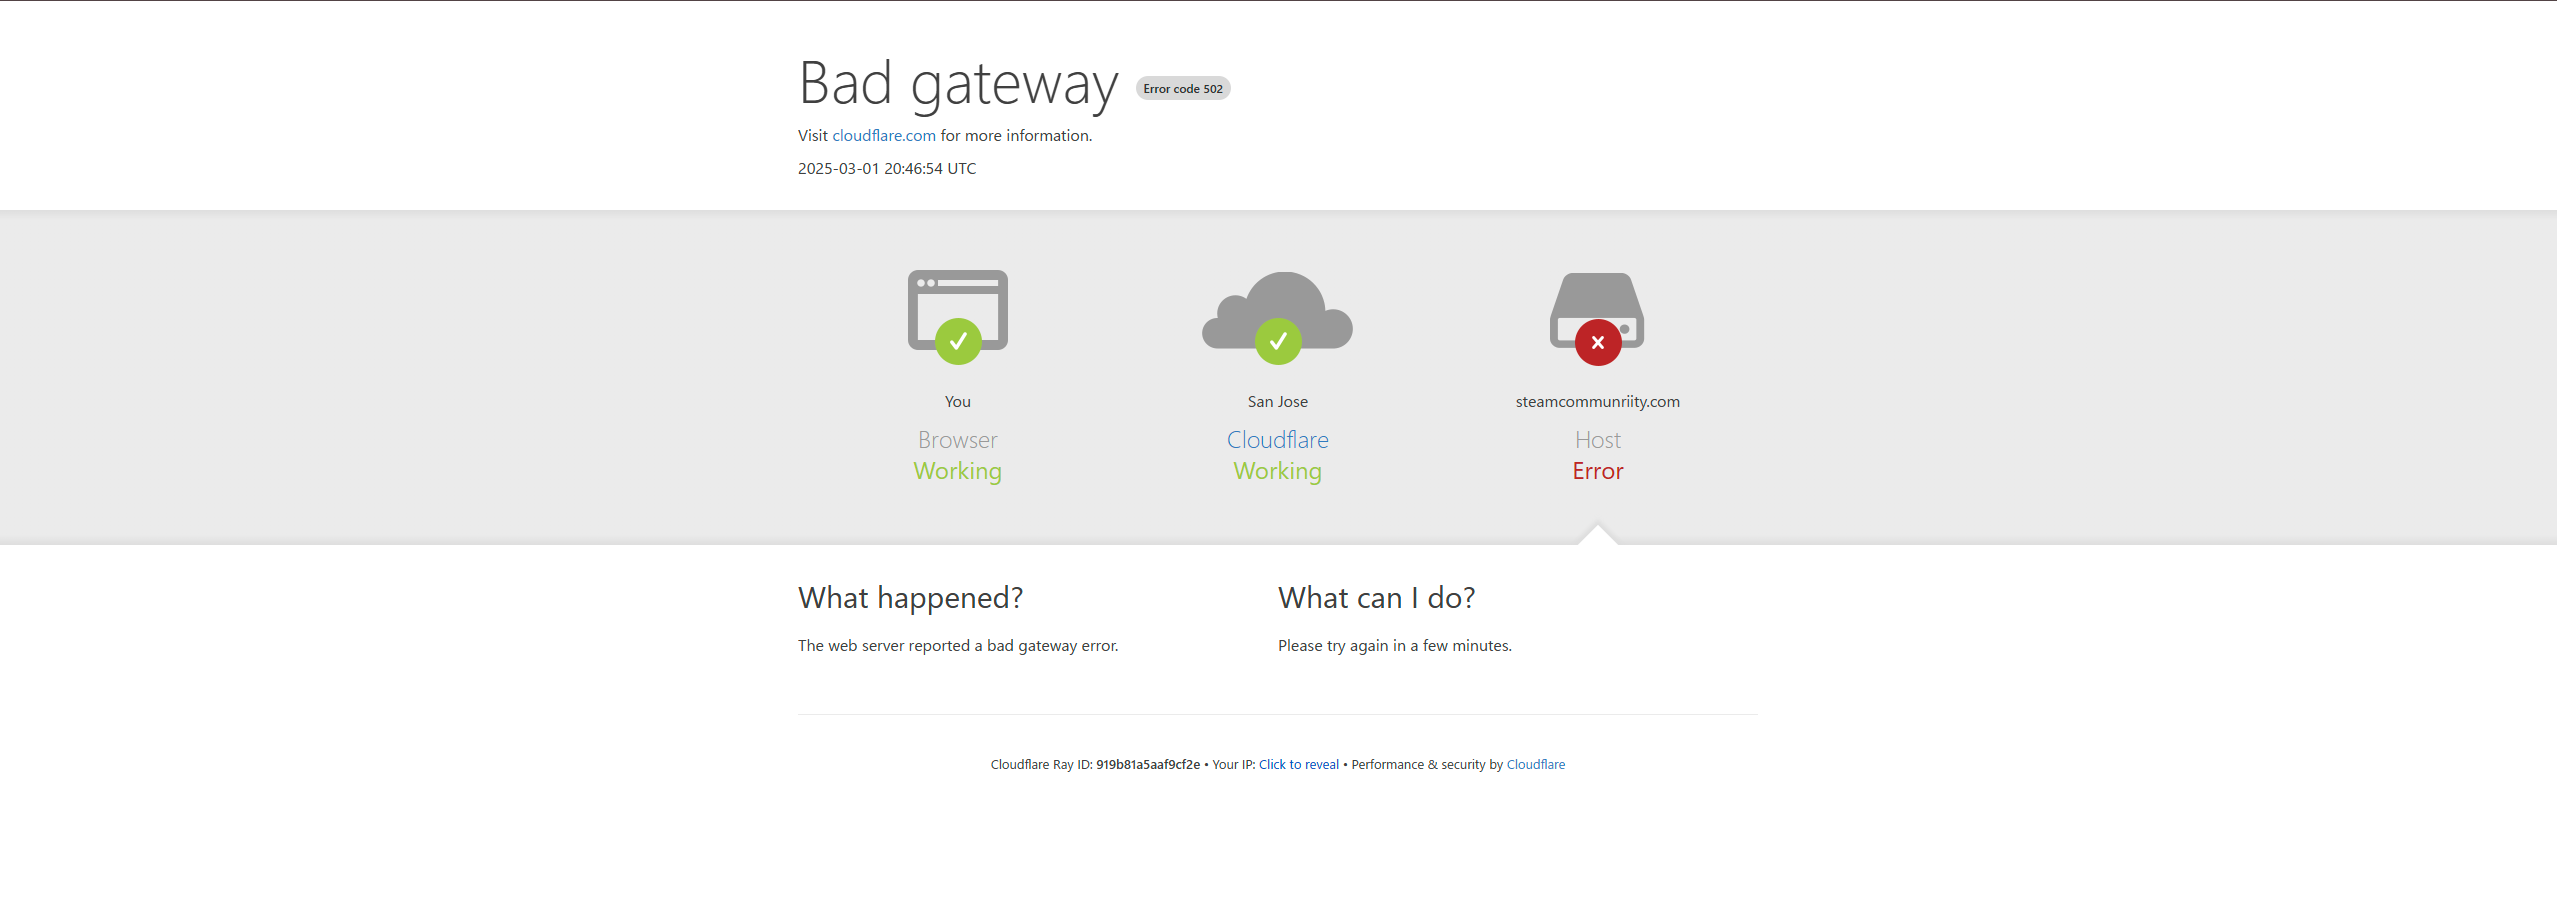 Bad gateway Error code 502
Visit cloudflare.com for more information.
2025-03-01 20:46:54 UTC
You
Browser
Working
San Jose
Cloudflare
Working
steamcommunriity.com
Host
Error
What happened?
The web server reported a bad gateway error.
What can I do?
Please try again in a few minutes.
Cloudflare Ray ID: 919b81a5aaf9cf2e • Your IP: Click to reveal • Performance & security by Cloudflare